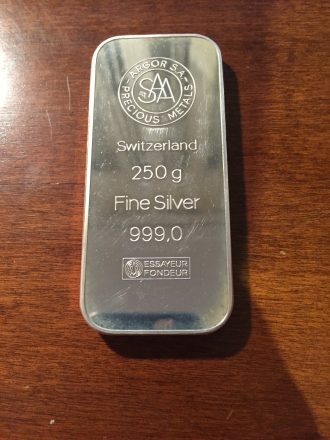 ARGOR S.A.
SAA
PRECIOUS METALS
Switzerland
250 g
Fine Silver
999,0
ESSAYEUR
FONDEUR